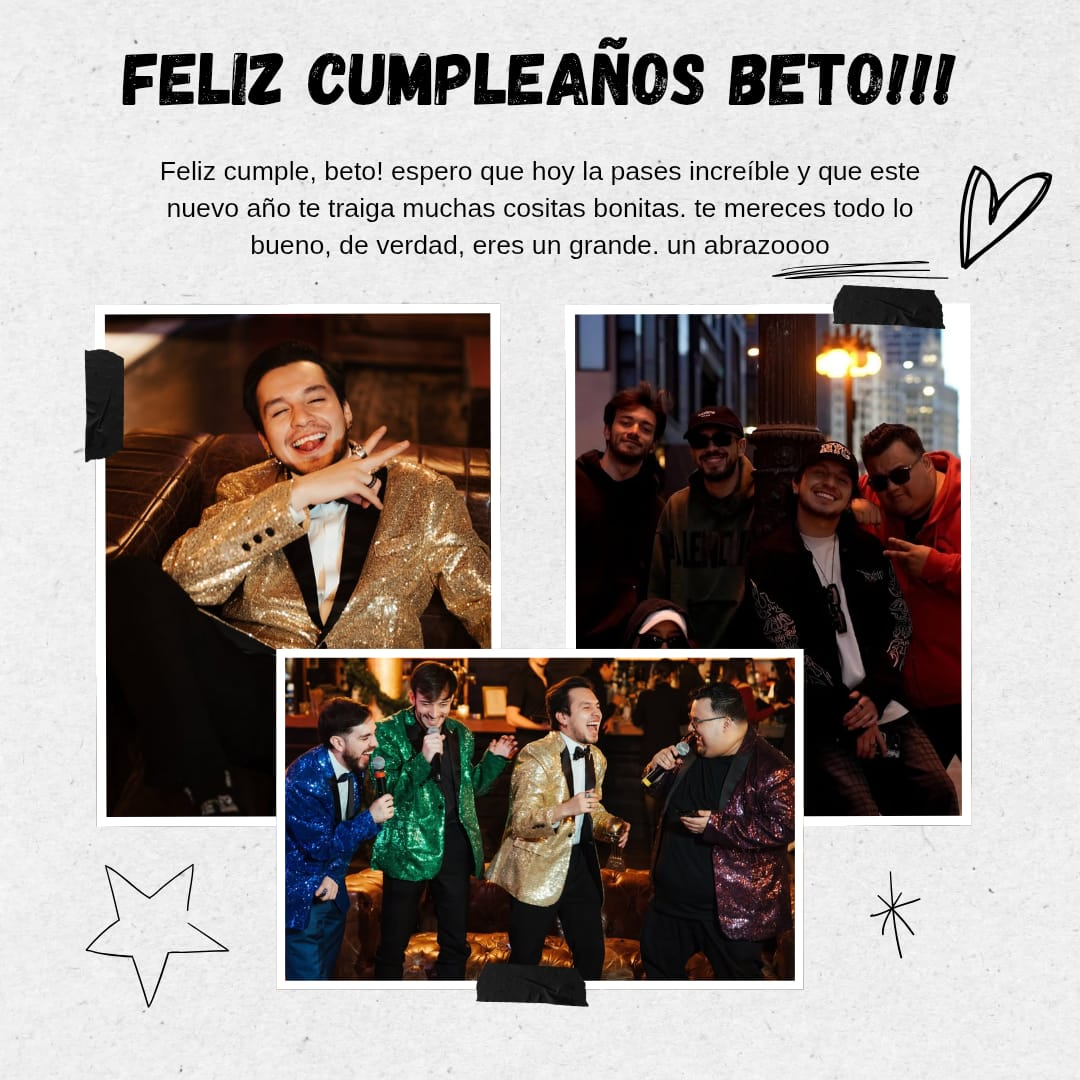 FELIZ CUMPLEAÑOS BETO!!!
Feliz cumple, beto! espero que hoy la pases increíble y que este
nuevo año te traiga muchas cositas bonitas. te mereces todo lo
bueno, de verdad, eres un grande. un abrazoooo